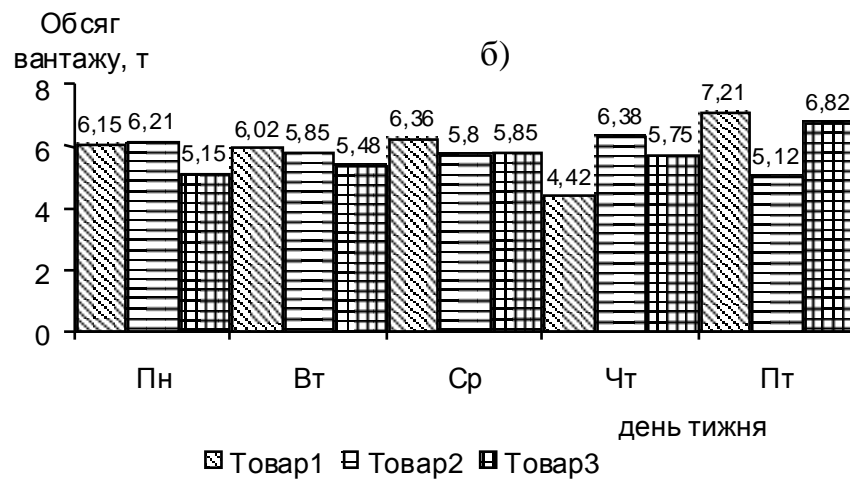 Обсяг
вантажу, т
б)
8
6
4
2
0
6,15 6,21 5,15 6,02 5,85 5,48 6,36 5,8 5,85 4,42 6,38 5,75 7,21 5,12 6,82
Пн Вт Ср Чт Пт
день тижня
Товар1 Товар2 Товар3